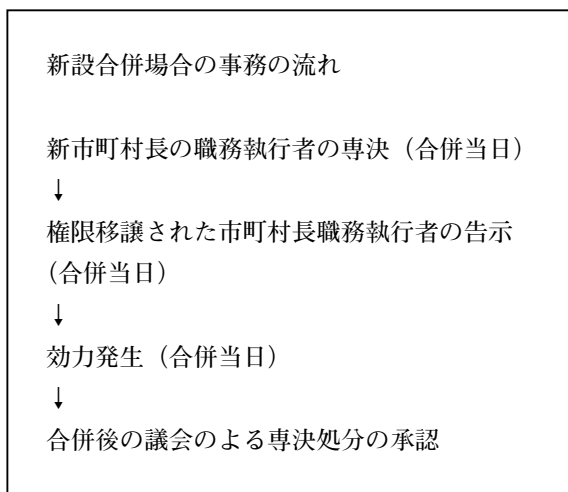 新設合併場合の事務の流れ
新市町村長の職務執行者の専決（合併当日）
↓
権限移譲された市町村長職務執行者の告示
（合併当日）
↓
効力発生（合併当日）
↓
合併後の議会のよる専決処分の承認